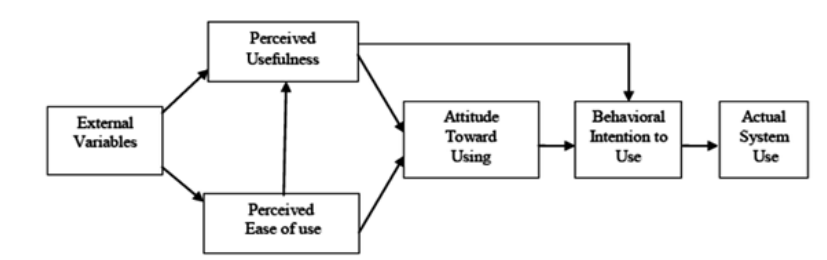 Perceived
Usefulness
External
Variables
Attitude
Toward
Using
Behavioral
Intention to
Use
Actual
System
Use
Perceived
Ease of use